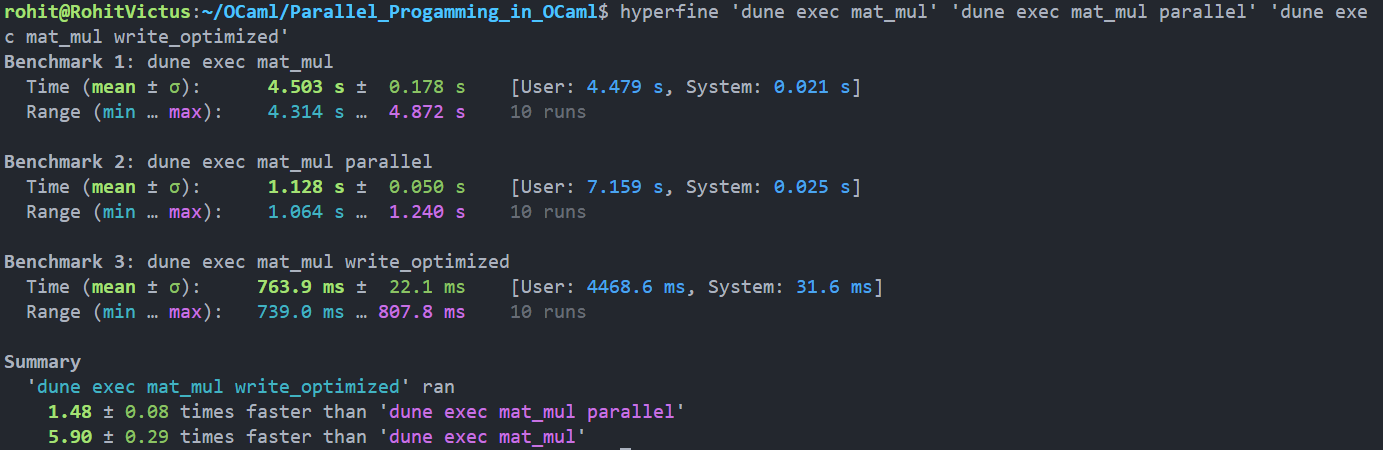 rohit@RohitVictus:~/OCaml/Parallel_Progamming_in_OCaml$ hyperfine 'dune exec mat_mul' 'dune exec mat_mul parallel' 'dune exe
c mat_mul write_optimized'
Benchmark 1: dune exec mat_mul
  Time (mean ± σ):      4.503 s ±  0.178 s    [User: 4.479 s, System: 0.021 s]
  Range (min … max):    4.314 s …  4.872 s    10 runs

Benchmark 2: dune exec mat_mul parallel
  Time (mean ± σ):      1.128 s ±  0.050 s    [User: 7.159 s, System: 0.025 s]
  Range (min … max):    1.064 s …  1.240 s    10 runs

Benchmark 3: dune exec mat_mul write_optimized
  Time (mean ± σ):     763.9 ms ±  22.1 ms    [User: 4468.6 ms, System: 31.6 ms]
  Range (min … max):   739.0 ms … 807.8 ms    10 runs

Summary
  'dune exec mat_mul write_optimized' ran
    1.48 ± 0.08 times faster than 'dune exec mat_mul parallel'
    5.90 ± 0.29 times faster than 'dune exec mat_mul'